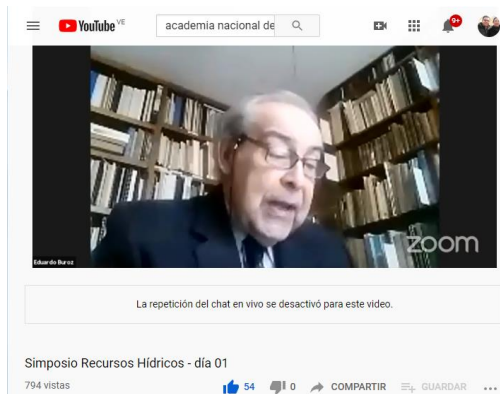 YouTube VE
academia nacional de
9+
zoom
Eduardo Buroz
La repetición del chat en vivo se desactivó para este video.
Simposio Recursos Hídricos - día 01
794 vistas
54 0 COMPARTIR GUARDAR ...